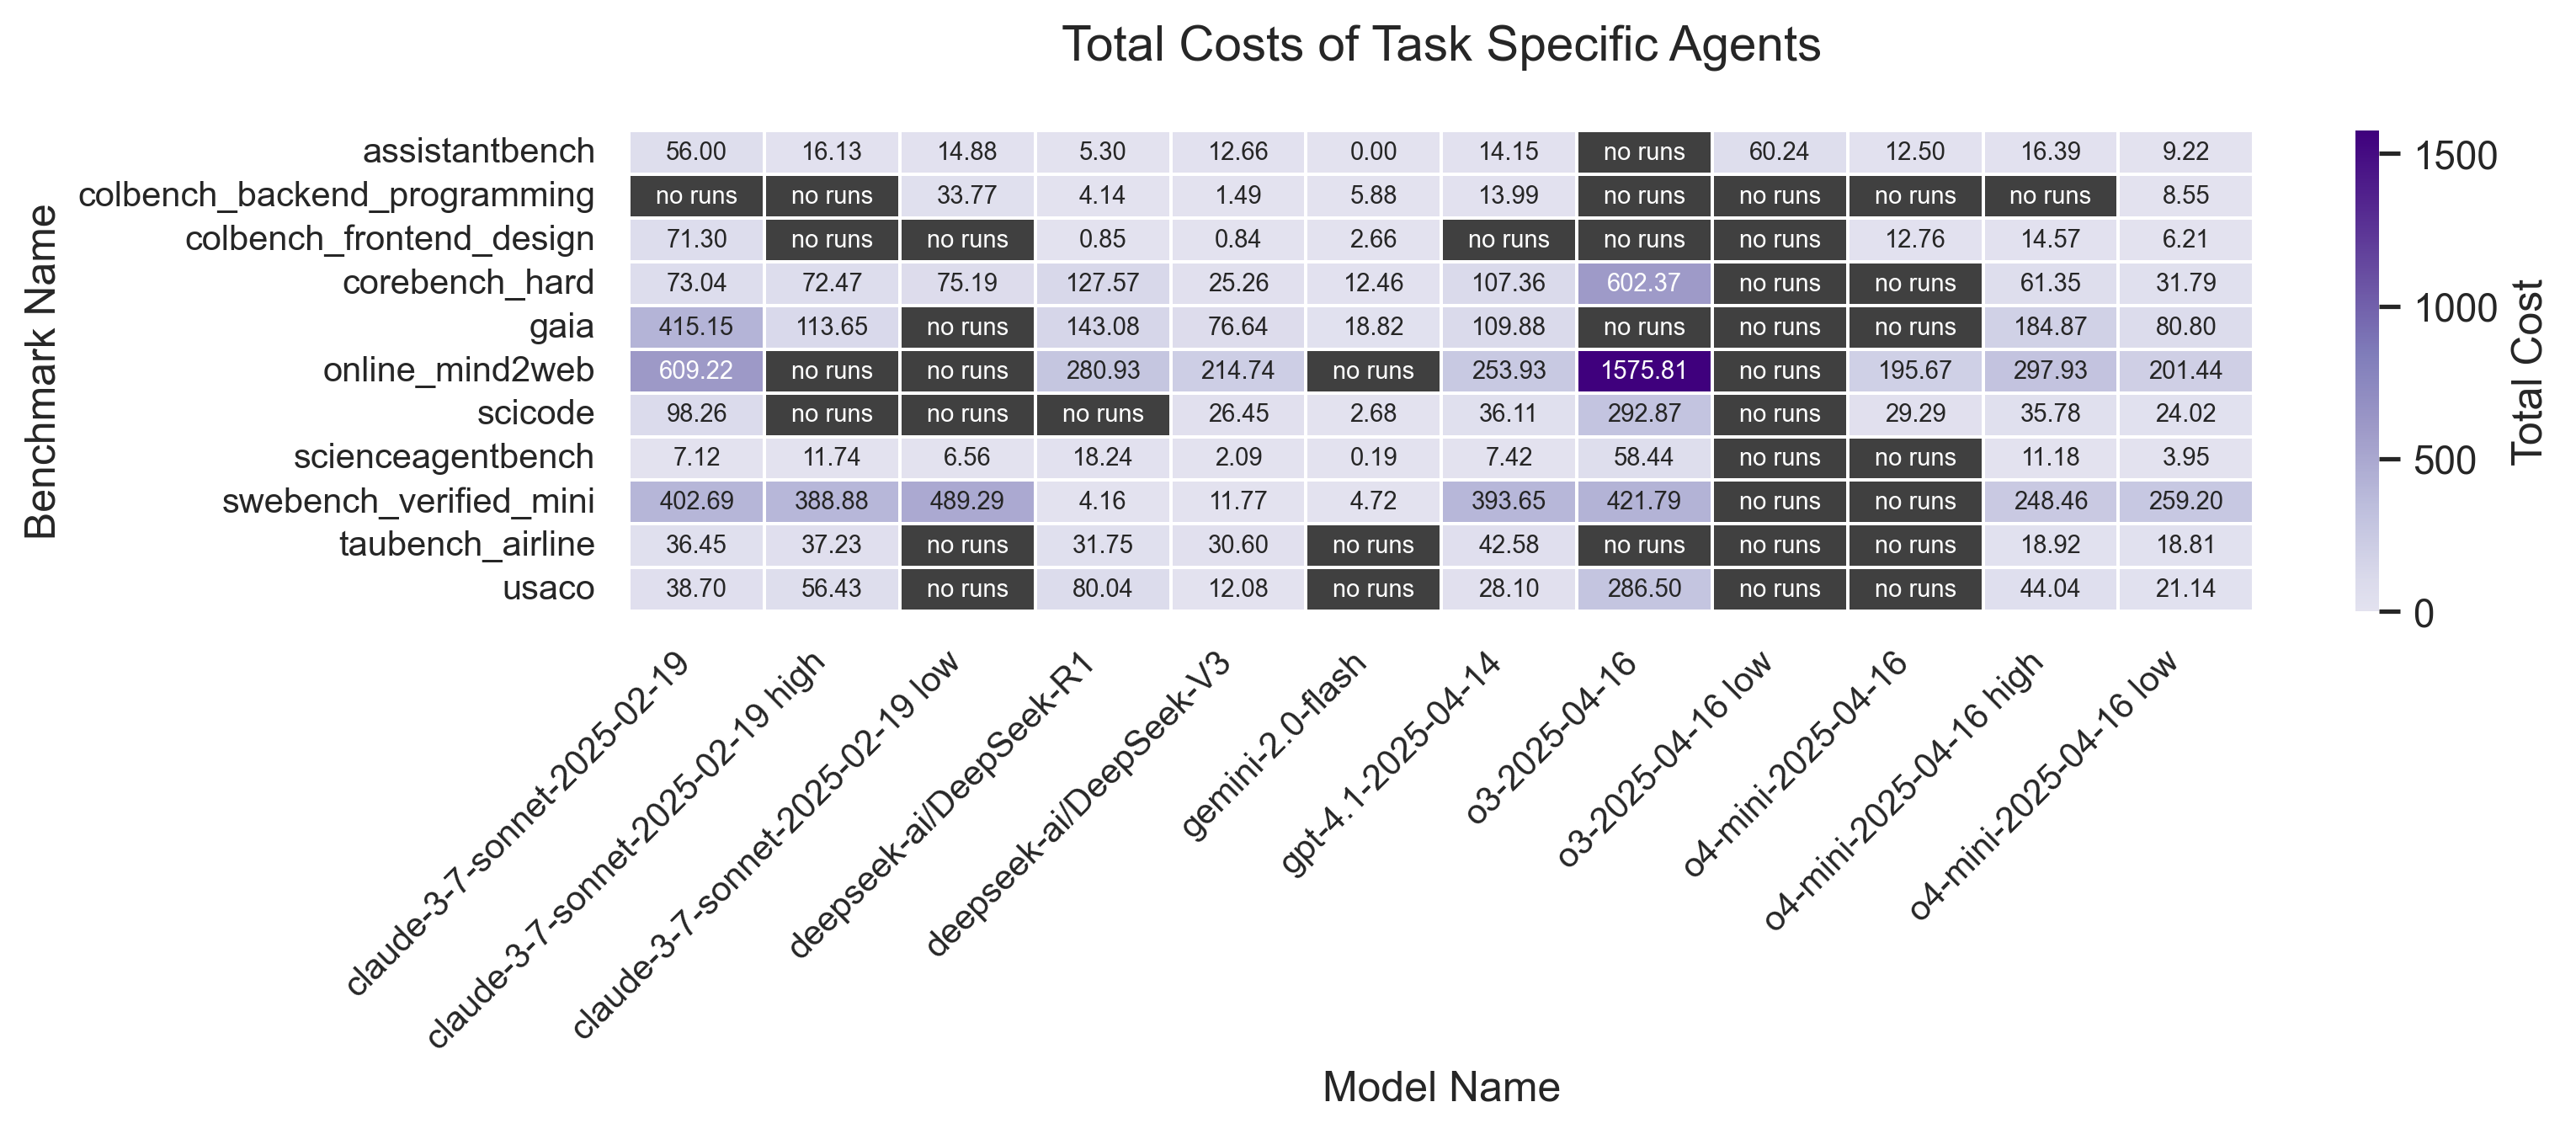 Total Costs of Task Specific Agents
Benchmark Name
assistantbench 56.00 16.13 14.88 5.30 12.66 0.00 14.15 no runs 60.24 12.50 16.39 9.22
colbench_backend_programming no runs no runs 33.77 4.14 1.49 5.88 13.99 no runs no runs no runs no runs 8.55
colbench_frontend_design 71.30 no runs no runs 0.85 0.84 2.66 no runs no runs no runs 12.76 14.57 6.21
corebench_hard 73.04 72.47 75.19 127.57 25.26 12.46 107.36 602.37 no runs no runs 61.35 31.79
gaia 415.15 113.65 no runs 143.08 76.64 18.82 109.88 no runs no runs no runs 184.87 80.80
online_mind2web 609.22 no runs no runs 280.93 214.74 no runs 253.93 1575.81 no runs 195.67 297.93 201.44
scicode 98.26 no runs no runs no runs 26.45 2.68 36.11 292.87 no runs 29.29 35.78 24.02
scienceagentbench 7.12 11.74 6.56 18.24 2.09 0.19 7.42 58.44 no runs no runs 11.18 3.95
swebench_verified_mini 402.69 388.88 489.29 4.16 11.77 4.72 393.65 421.79 no runs no runs 248.46 259.20
taubench_airline 36.45 37.23 no runs 31.75 30.60 no runs 42.58 no runs no runs no runs 18.92 18.81
usaco 38.70 56.43 no runs 80.04 12.08 no runs 28.10 286.50 no runs no runs 44.04 21.14
claude-3-7-sonnet-2025-02-19
claude-3-7-sonnet-2025-02-19 high
claude-3-7-sonnet-2025-02-19 low
deepseek-ai/DeepSeek-R1
deepseek-ai/DeepSeek-V3
gemini-2.0-flash
gpt-4.1-2025-04-14
o3-2025-04-16
o3-2025-04-16 low
o4-mini-2025-04-16
o4-mini-2025-04-16 high
o4-mini-2025-04-16 low
Model Name
1500
1000
500
0
Total Cost